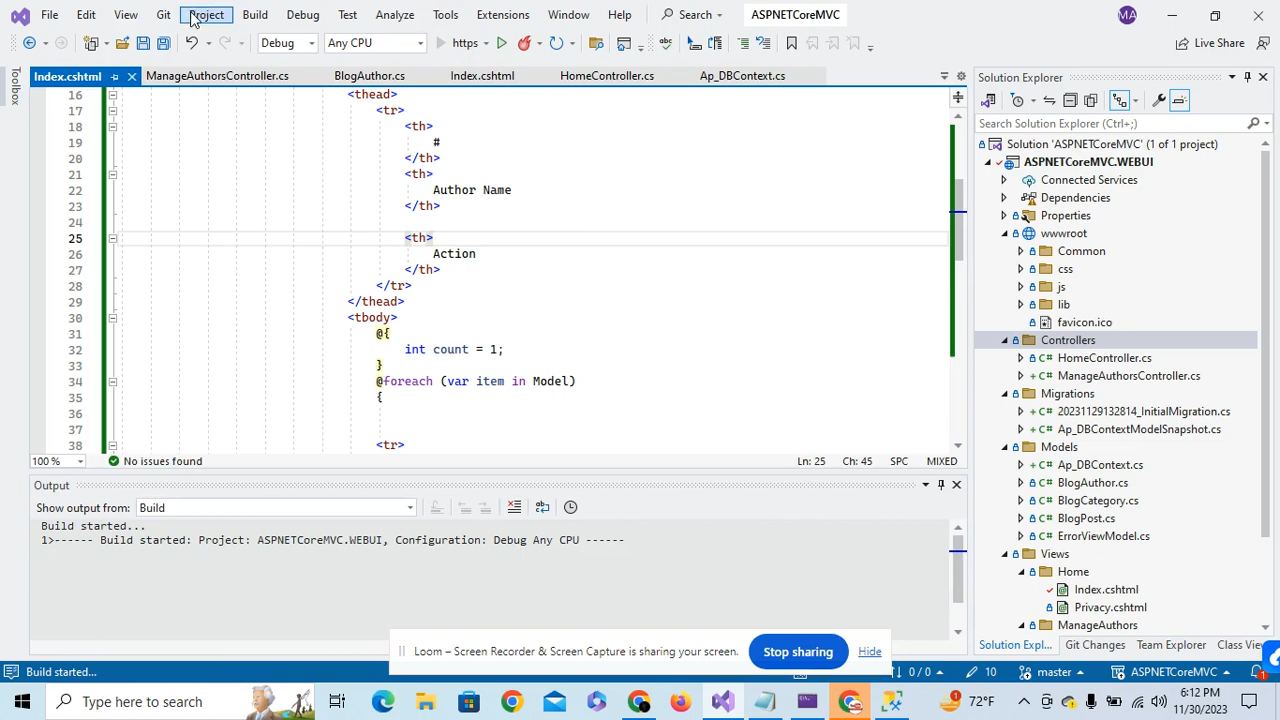 File Edit View Git Project Build Debug Test Analyze Tools Extensions Window Help Search ASPNETCoreMVC MA
Debug Any CPU https Live Share
Toolbox
Index.cshtml ManageAuthorsController.cs BlogAuthor.cs Index.cshtml HomeController.cs Ap_DBContext.cs
16 <thead>
17 <tr>
18 <th>
19 #
20 </th>
21 <th>
22 Author Name
23 </th>
24
25 <th>
26 Action
27 </th>
28 </tr>
29 </thead>
30 <tbody>
31 @{
32 int count = 1;
33 }
34 @foreach (var item in Model)
35 {
36
37
38 <tr>
100 % No issues found Ln: 25 Ch: 45 SPC MIXED
Output
Show output from: Build
Build started...
1>------ Build started: Project: ASPNETCoreMVC.WEBUI, Configuration: Debug Any CPU ------
Solution Explorer
Search Solution Explorer (Ctrl+;)
Solution 'ASPNETCoreMVC' (1 of 1 project)
ASPNETCoreMVC.WEBUI
Connected Services
Dependencies
Properties
wwwroot
Common
css
js
lib
favicon.ico
Controllers
C# HomeController.cs
+ C# ManageAuthorsController.cs
Migrations
+ C# 20231129132814_InitialMigration.cs
+ C# Ap_DBContextModelSnapshot.cs
Models
+ C# Ap_DBContext.cs
+ C# BlogAuthor.cs
+ C# BlogCategory.cs
+ C# BlogPost.cs
C# ErrorViewModel.cs
Views
Home
Index.cshtml
Privacy.cshtml
ManageAuthors
Solution Expl... Git Changes Team Explorer Class View
Loom – Screen Recorder & Screen Capture is sharing your screen. Stop sharing Hide
Build started... 0 / 0 10 master ASPNETCoreMVC 1
Type here to search 72°F 6:12 PM
11/30/2023